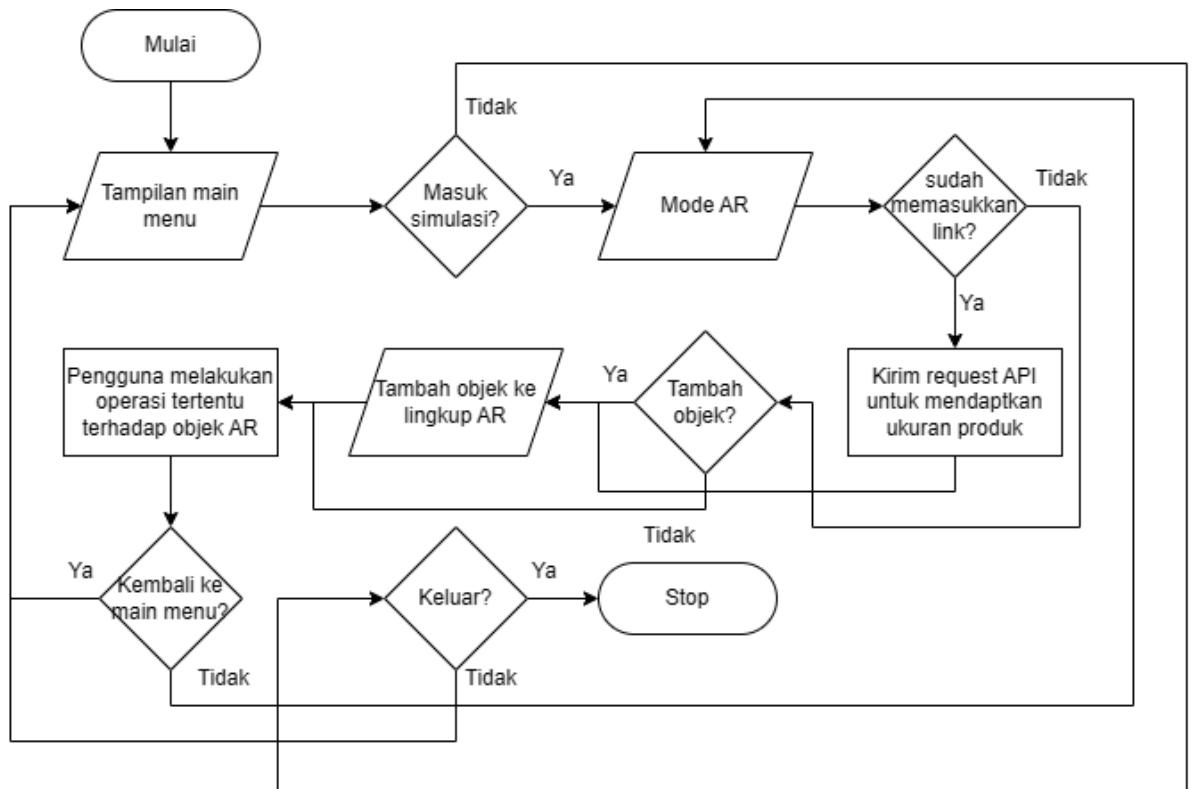 Mulai
Tidak
Tampilan main
menu
Masuk
simulasi?
Ya
Mode AR
sudah
memasukkan
link?
Tidak
Ya
Pengguna melakukan
operasi tertentu
terhadap objek AR
Tambah objek ke
lingkup AR
Ya
Tambah
objek?
Kirim request API
untuk mendaptkan
ukuran produk
Tidak
Ya
Kembali ke
main menu?
Keluar?
Ya
Stop
Tidak
Tidak